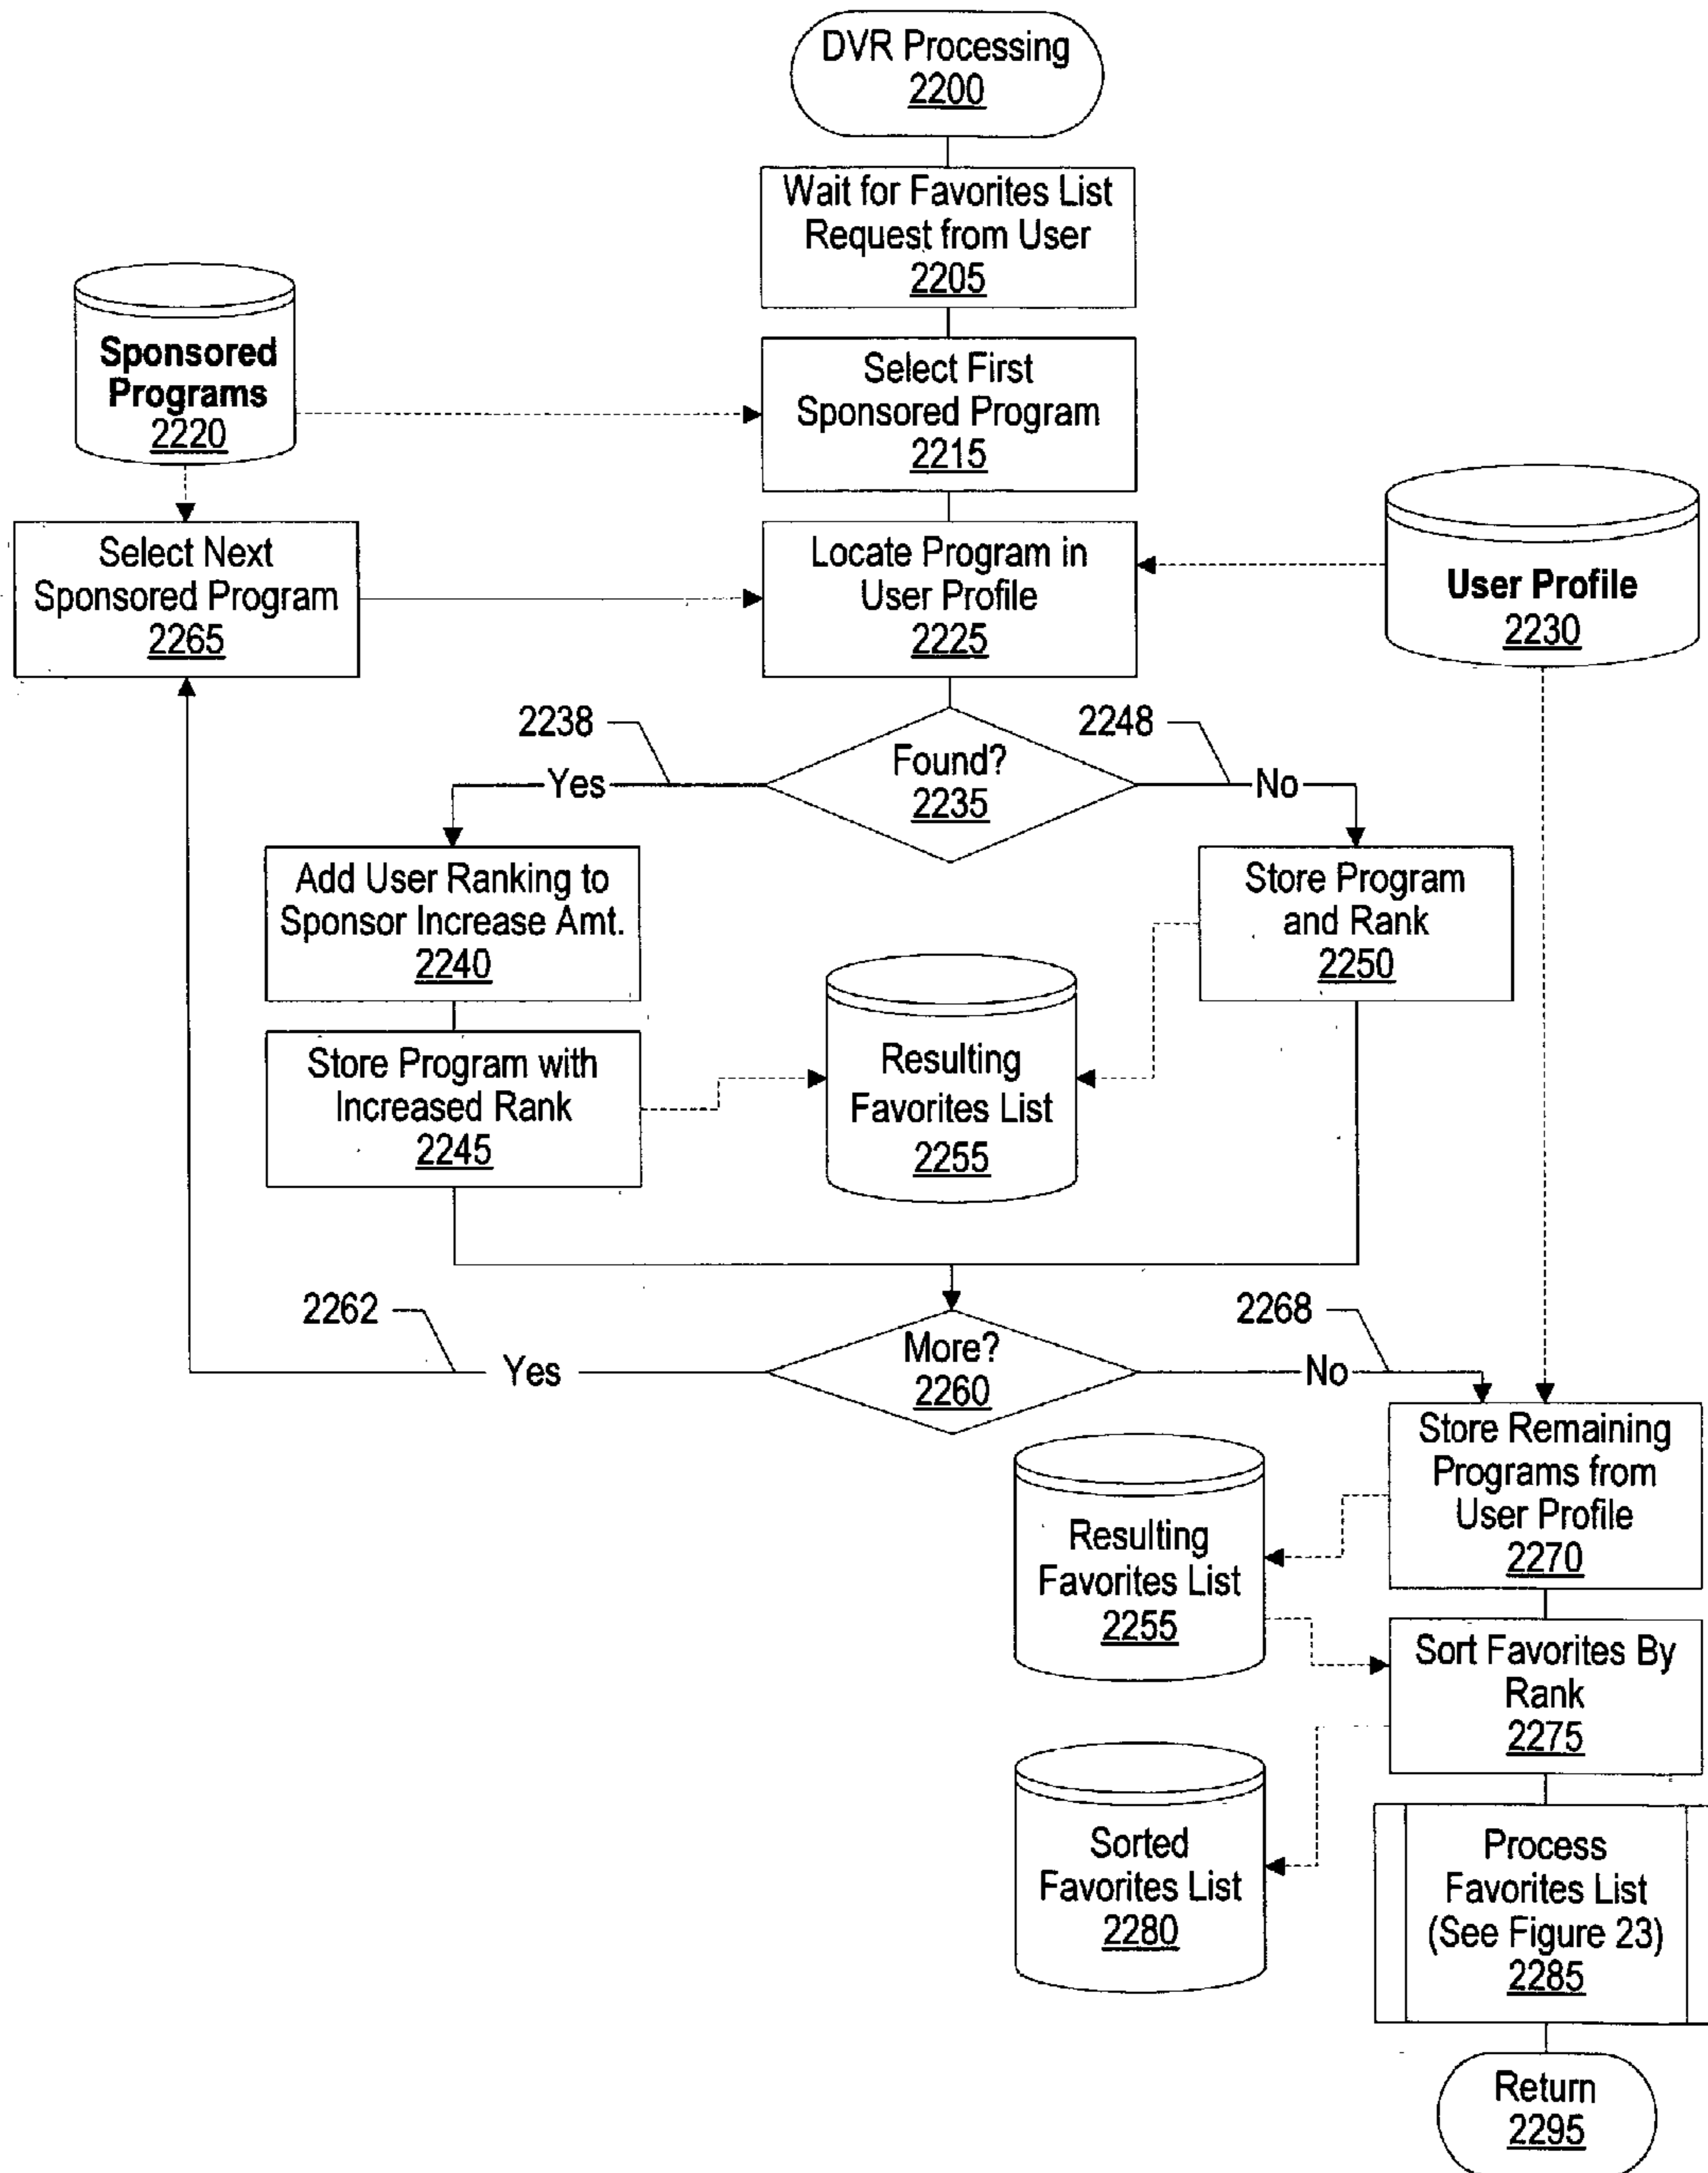 DVR Processing
2200
Wait for Favorites List
Request from User
2205
Sponsored
Programs
2220
Select First
Sponsored Program
2215
Select Next
Sponsored Program
2265
Locate Program in
User Profile
2225
User Profile
2230
2238
2248
Yes
Found?
2235
No
Add User Ranking to
Sponsor Increase Amt.
2240
Store Program
and Rank
2250
Store Program with
Increased Rank
2245
Resulting
Favorites List
2255
2262
2268
Yes
More?
2260
No
Store Remaining
Programs from
User Profile
2270
Resulting
Favorites List
2255
Sort Favorites By
Rank
2275
Sorted
Favorites List
2280
Process
Favorites List
(See Figure 23)
2285
Return
2295